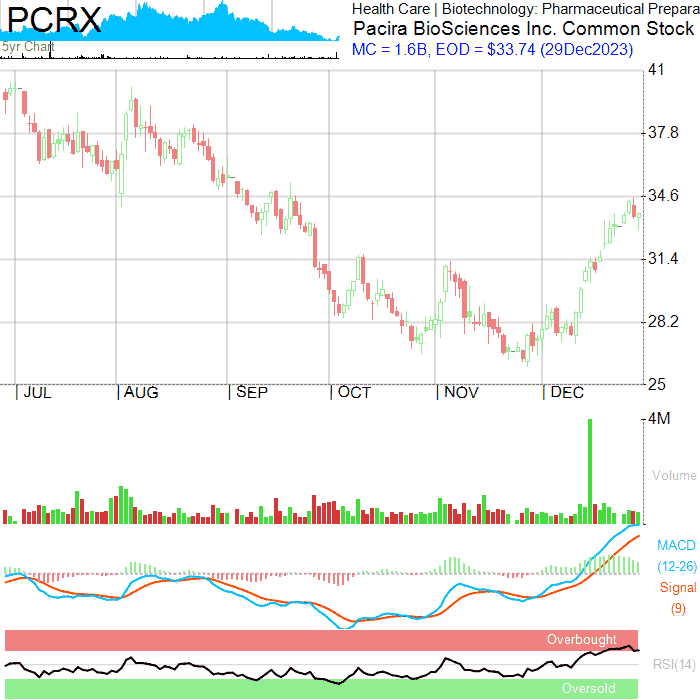 PCRX
5yr Chart
Health Care | Biotechnology: Pharmaceutical Prepara
Pacira BioSciences Inc. Common Stock
MC = 1.6B, EOD = $33.74 (29Dec2023)
41
37.8
34.6
31.4
28.2
25
| JUL | AUG | SEP | OCT | NOV | DEC
4M
Volume
MACD
(12-26)
Signal
(9)
Overbought
RSI(14)
Oversold